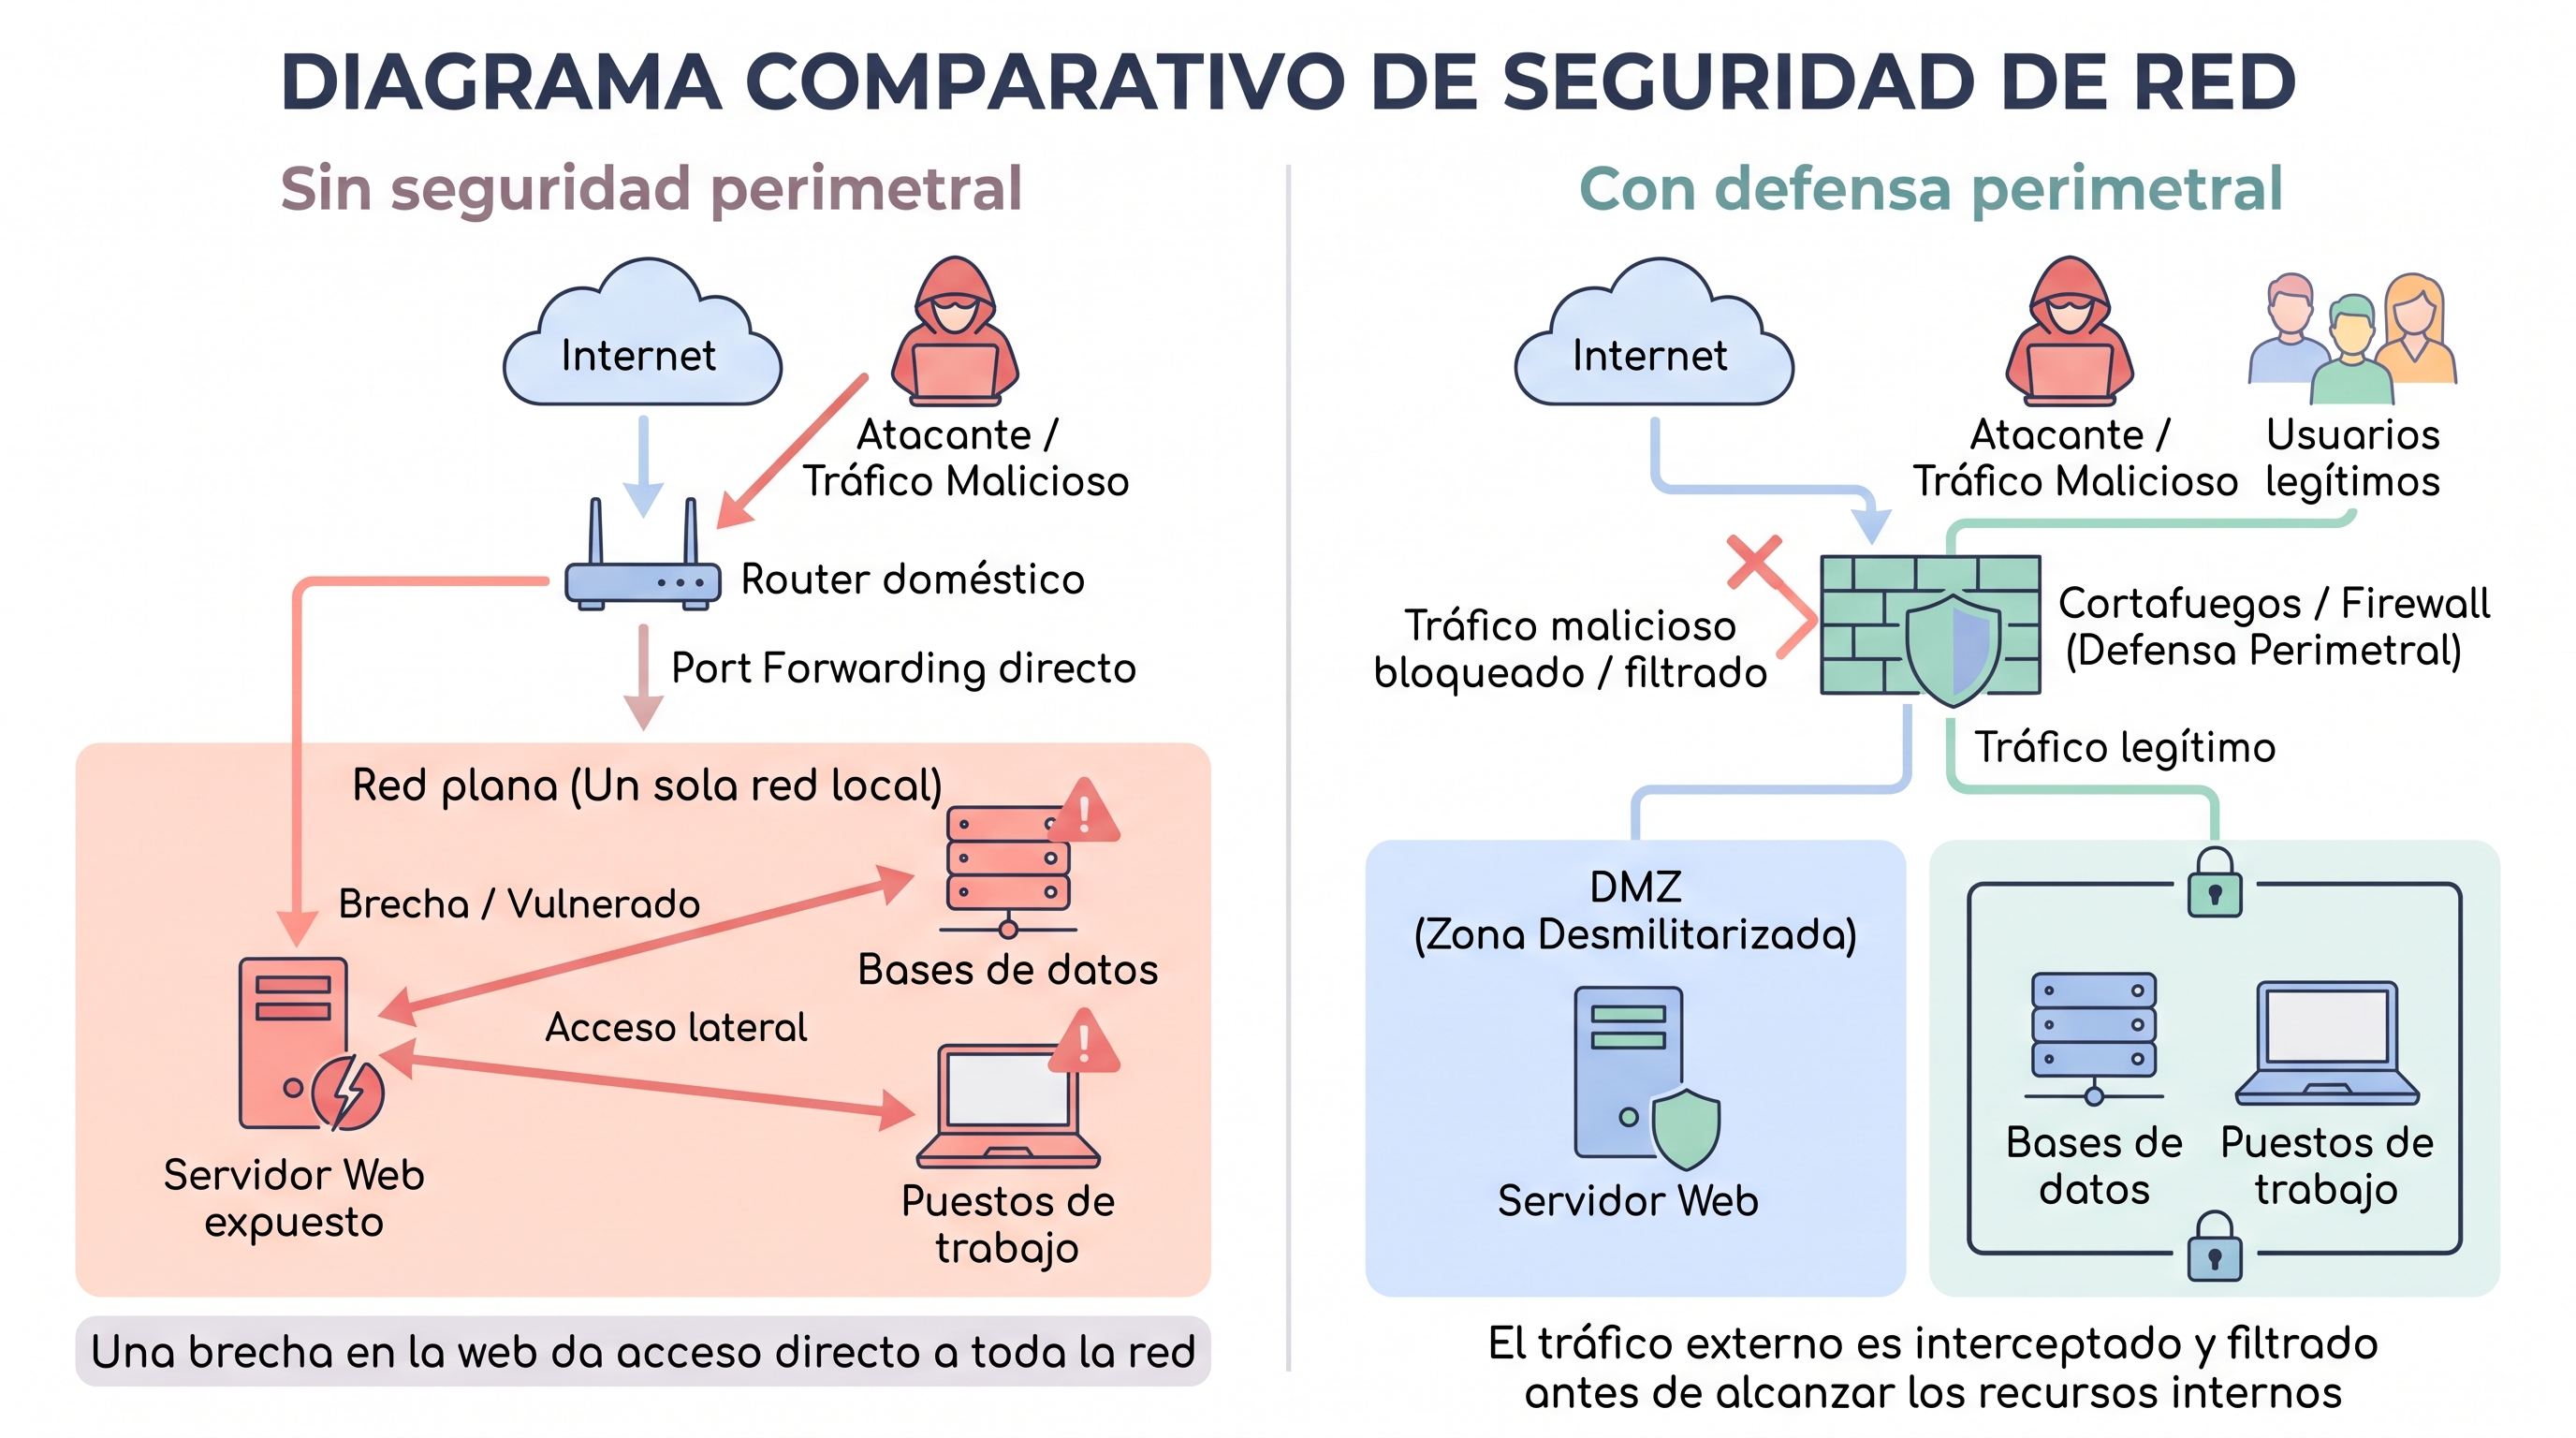 DIAGRAMA COMPARATIVO DE SEGURIDAD DE RED
Sin seguridad perimetral
Internet
Atacante /
Tráfico Malicioso
Router doméstico
Port Forwarding directo
Red plana (Un sola red local)
Brecha / Vulnerado
Bases de datos
Acceso lateral
Servidor Web
expuesto
Puestos de
trabajo
Una brecha en la web da acceso directo a toda la red
Con defensa perimetral
Internet
Atacante /
Tráfico Malicioso
Usuarios
legítimos
Tráfico malicioso
bloqueado / filtrado
Cortafuegos / Firewall
(Defensa Perimetral)
Tráfico legítimo
DMZ
(Zona Desmilitarizada)
Servidor Web
Bases de
datos
Puestos de
trabajo
El tráfico externo es interceptado y filtrado
antes de alcanzar los recursos internos